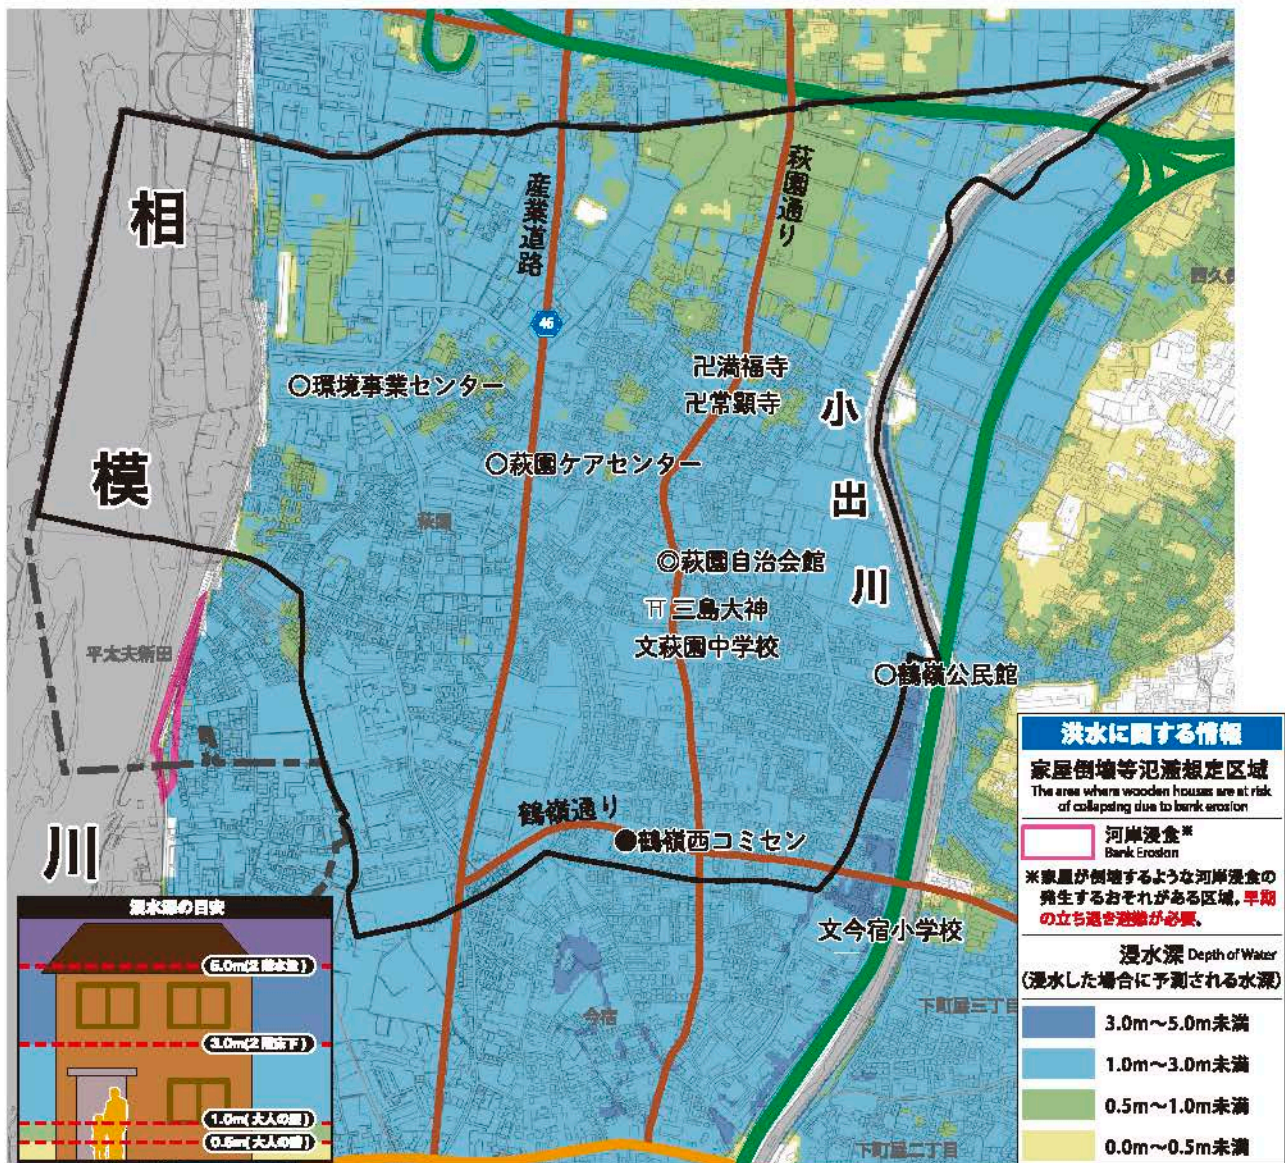 相
模
川
産業道路
46
萩園通り
卍満福寺
卍常顕寺
小
出
川
○環境事業センター
○萩園ケアセンター
萩園
◎萩園自治会館
三島大神
文萩園中学校
平太夫新田
○鶴嶺公民館
鶴嶺通り
●鶴嶺西コミセン
文今宿小学校
今宿
下町屋三丁目
下町屋二丁目
浸水深の目安
3.0m(2階床下)
1.0m(大人の腰)
洪水に関する情報
家屋倒壊等氾濫想定区域
The area where wooden houses are at risk
of collapsing due to bank erosion
河岸浸食※
Bank Erosion
※家屋が倒壊するような河岸浸食の
発生するおそれがある区域。早期
の立ち退き避難が必要。
浸水深 Depth of Water
(浸水した場合に予測される水深)
3.0m～5.0m未満
1.0m～3.0m未満
0.5m～1.0m未満
0.0m～0.5m未満